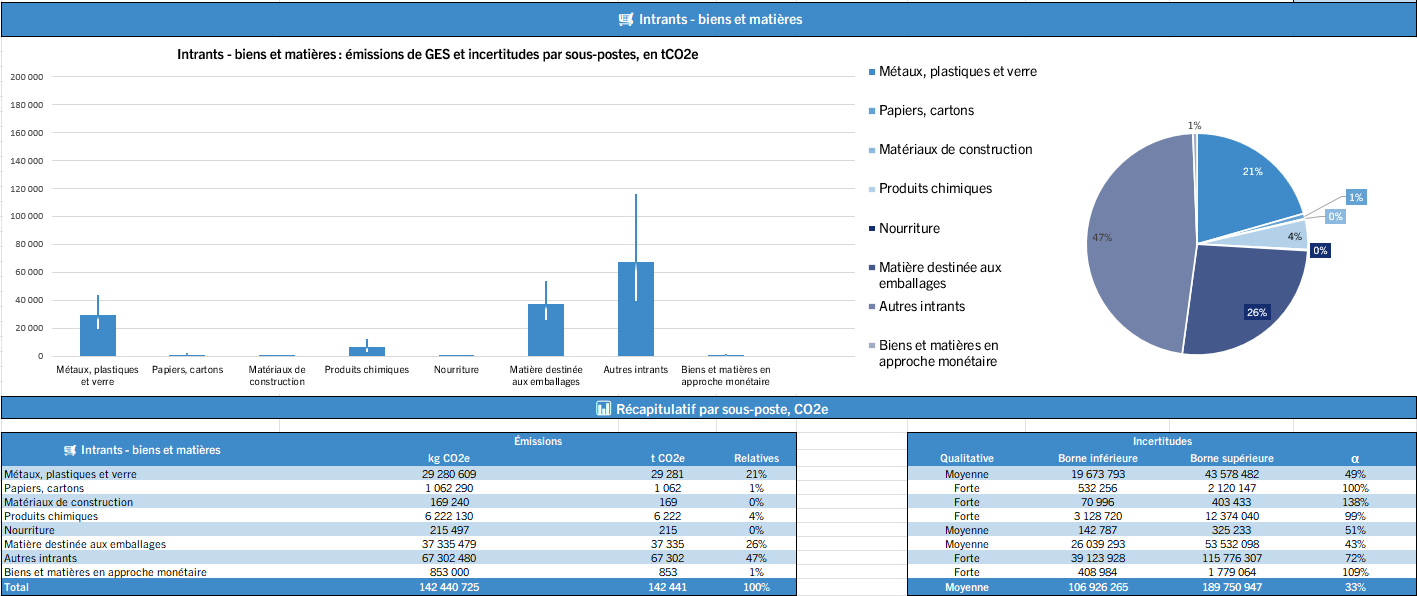 Intrants - biens et matières
Intrants - biens et matières : émissions de GES et incertitudes par sous-postes, en tCO2e
200 000
180 000
160 000
140 000
120 000
100 000
80 000
60 000
40 000
20 000
0
Métaux, plastiques et verre
Papiers, cartons
Matériaux de construction
Produits chimiques
Nourriture
Matière destinée aux emballages
Autres intrants
Biens et matières en approche monétaire
Métaux, plastiques et verre
Papiers, cartons
Matériaux de construction
Produits chimiques
Nourriture
Matière destinée aux
emballages
Autres intrants
Biens et matières en
approche monétaire
1%
21%
1%
0%
4%
0%
26%
47%
Récapitulatif par sous-poste, CO2e
Intrants - biens et matières Émissions Incertitudes
kg CO2e t CO2e Relatives Qualitative Borne inférieure Borne supérieure α
Métaux, plastiques et verre 29 280 609 29 281 21% Moyenne 19 673 793 43 578 482 49%
Papiers, cartons 1 062 290 1 062 1% Forte 532 256 2 120 147 100%
Matériaux de construction 169 240 169 0% Forte 70 996 403 433 138%
Produits chimiques 6 222 130 6 222 4% Forte 3 128 720 12 374 040 99%
Nourriture 215 497 215 0% Moyenne 142 787 325 233 51%
Matière destinée aux emballages 37 335 479 37 335 26% Moyenne 26 039 293 53 532 098 43%
Autres intrants 67 302 480 67 302 47% Forte 39 123 928 115 776 307 72%
Biens et matières en approche monétaire 853 000 853 1% Forte 408 984 1 779 064 109%
Total 142 440 725 142 441 100% Moyenne 106 926 265 189 750 947 33%